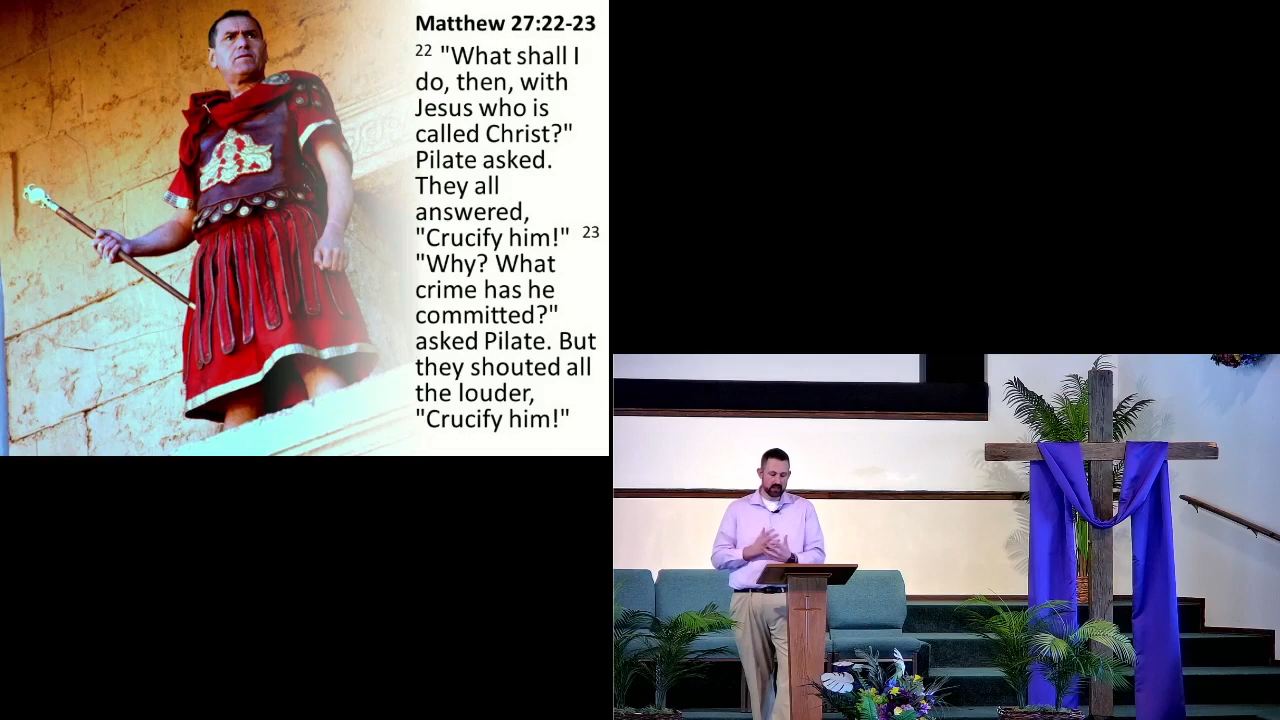 Matthew 27:22-23
22 "What shall I
do, then, with
Jesus who is
called Christ?"
Pilate asked.
They all
answered,
"Crucify him!" 23
"Why? What
crime has he
committed?"
asked Pilate. But
they shouted all
the louder,
"Crucify him!"